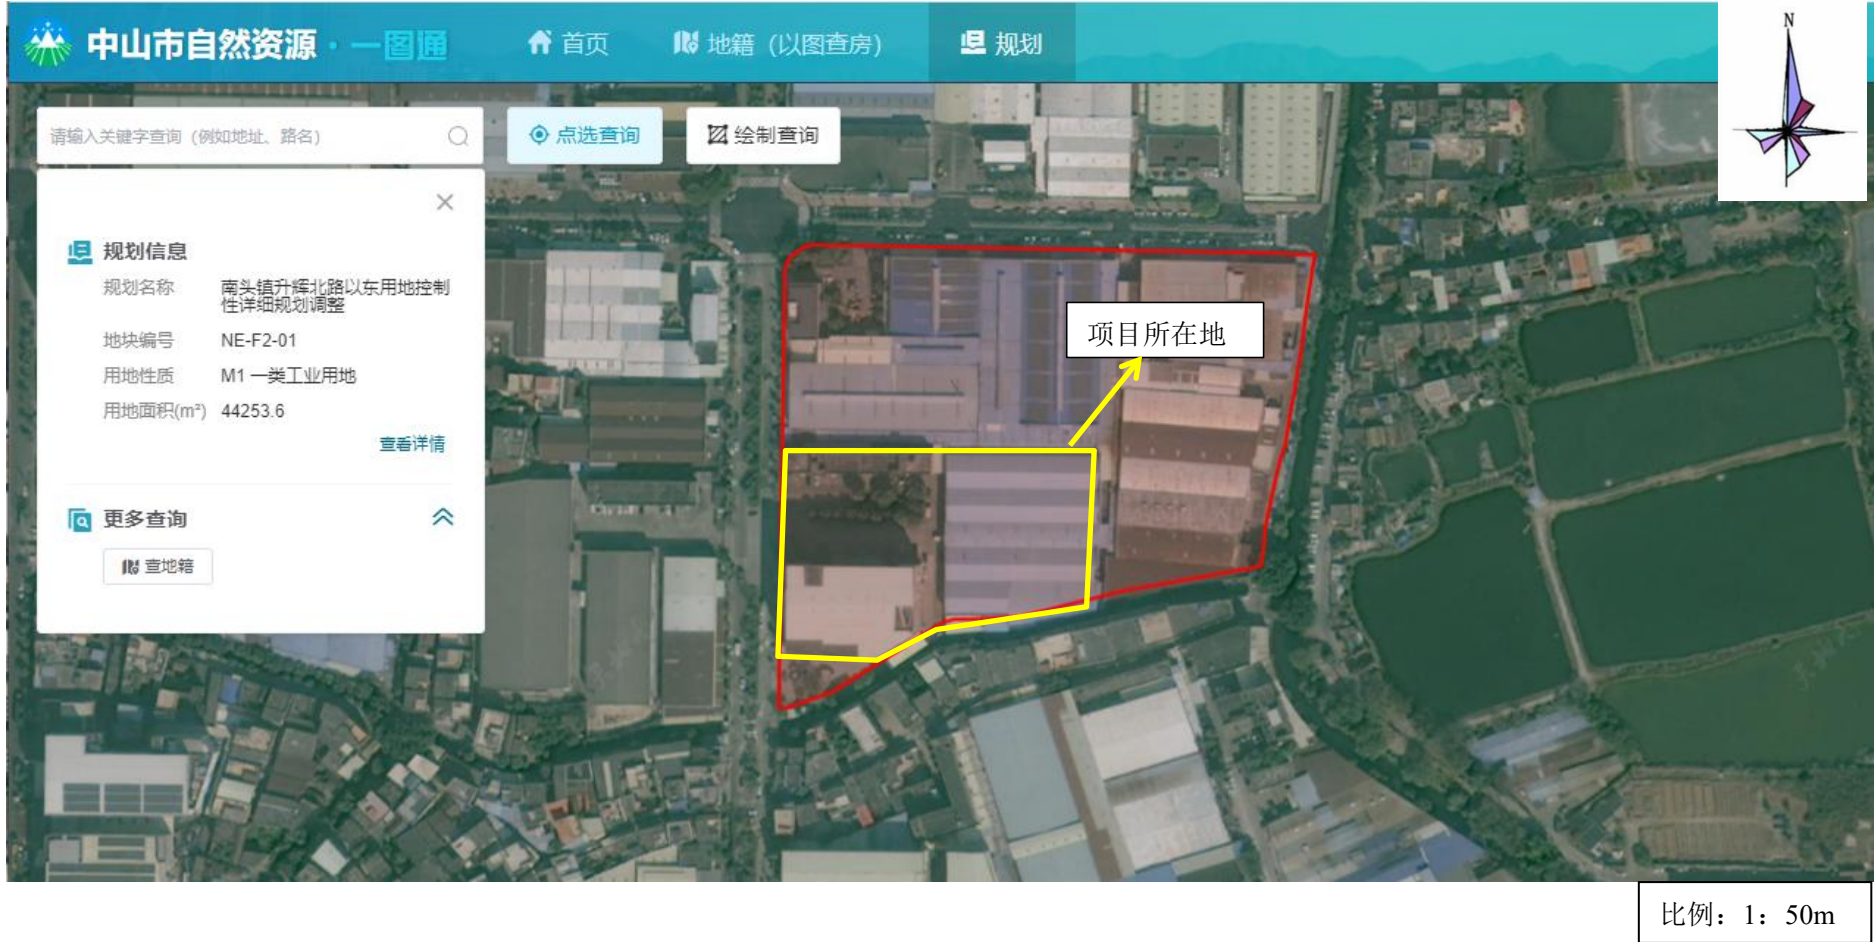 中山市自然资源·一图通
首页
地籍（以图查房）
规划
N
请输入关键字查询（例如地址、路名）
点选查询
绘制查询
规划信息
规划名称 南头镇升辉北路以东用地控制
性详细规划调整
地块编号 NE-F2-01
用地性质 M1 一类工业用地
用地面积(m²) 44253.6
查看详情
更多查询
查地籍
项目所在地
比例：1：50m